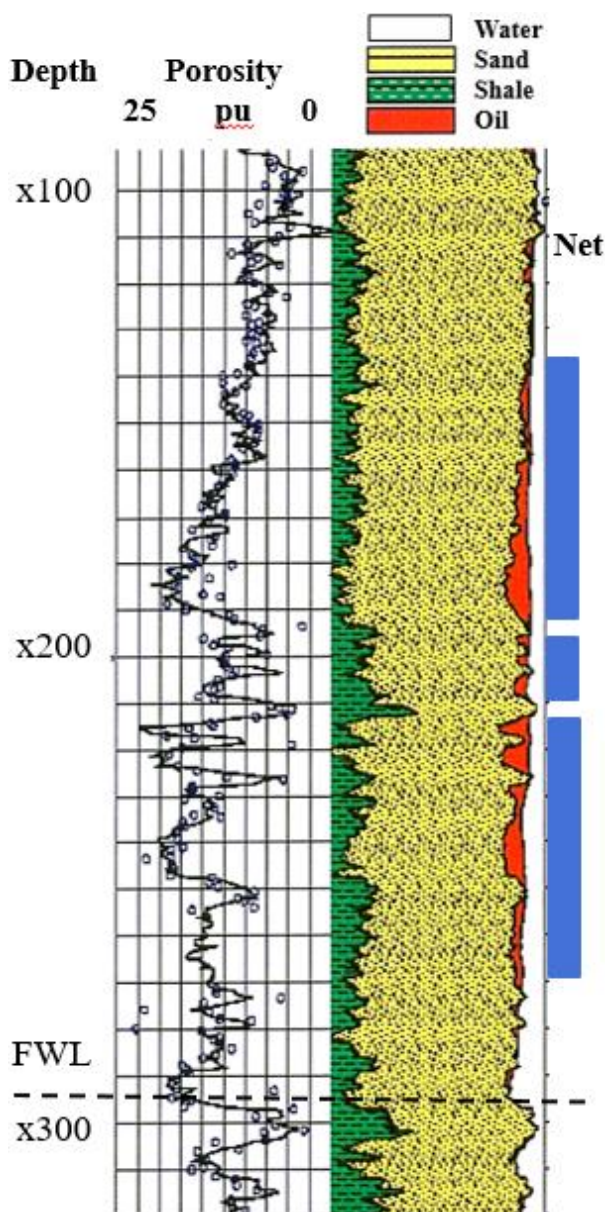 Water
Sand
Shale
Oil
Depth Porosity
25 pu 0
x100
Net
x200
FWL
x300